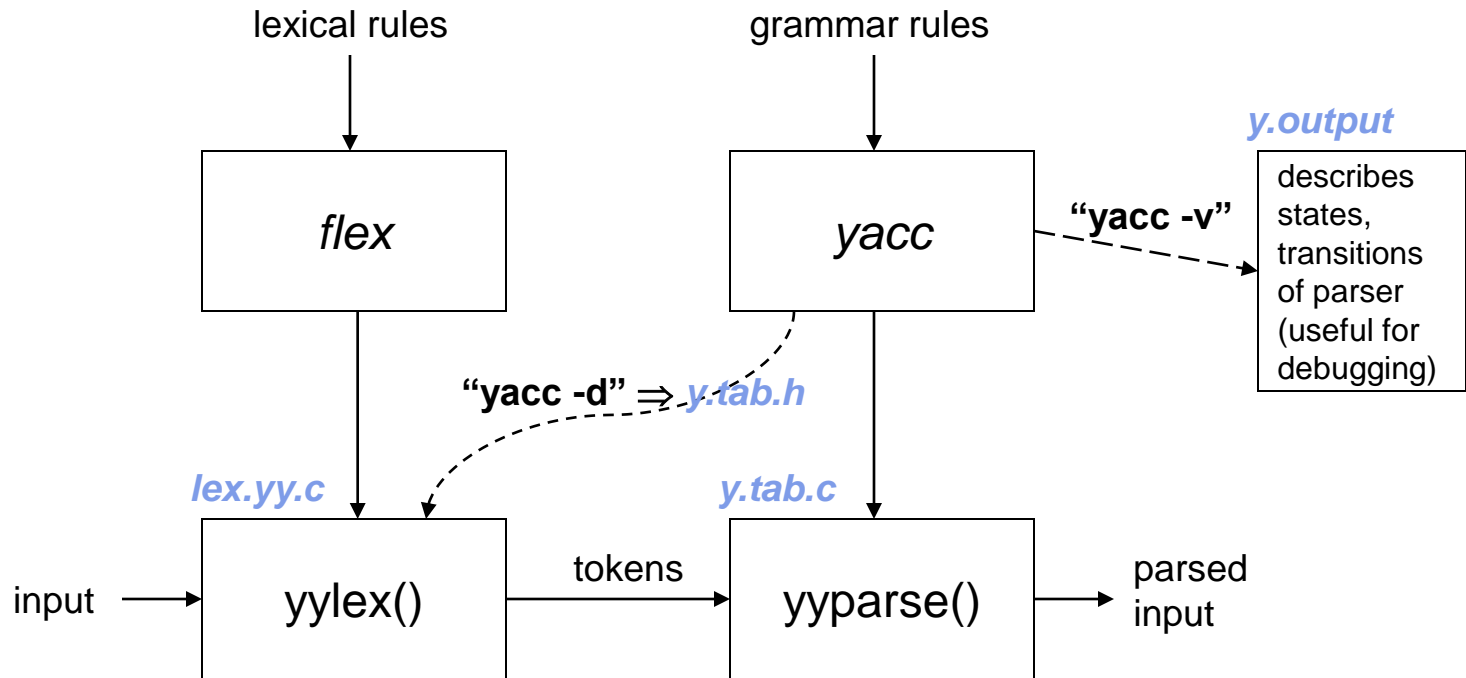 lexical rules
grammar rules
y.output
flex
yacc
“yacc -v”
describes
states,
transitions
of parser
(useful for
debugging)
“yacc -d” ⇒ y.tab.h
lex.yy.c
y.tab.c
input
yylex()
tokens
yyparse()
parsed
input